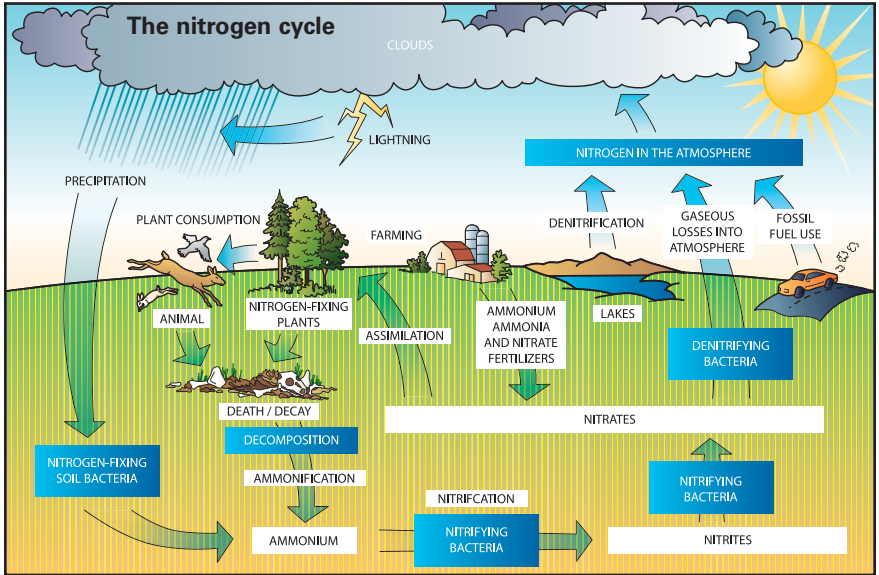 The nitrogen cycle
CLOUDS
LIGHTNING
NITROGEN IN THE ATMOSPHERE
PRECIPITATION
PLANT CONSUMPTION
FARMING
DENITRIFICATION
GASEOUS
LOSSES INTO
ATMOSPHERE
FOSSIL
FUEL USE
ANIMAL
NITROGEN-FIXING
PLANTS
ASSIMILATION
AMMONIUM
AMMONIA
AND NITRATE
FERTILIZERS
LAKES
DENITRIFYING
BACTERIA
DEATH / DECAY
NITRATES
DECOMPOSITION
NITROGEN-FIXING
SOIL BACTERIA
AMMONIFICATION
NITRIFCATION
NITRIFYING
BACTERIA
AMMONIUM
NITRIFYING
BACTERIA
NITRITES